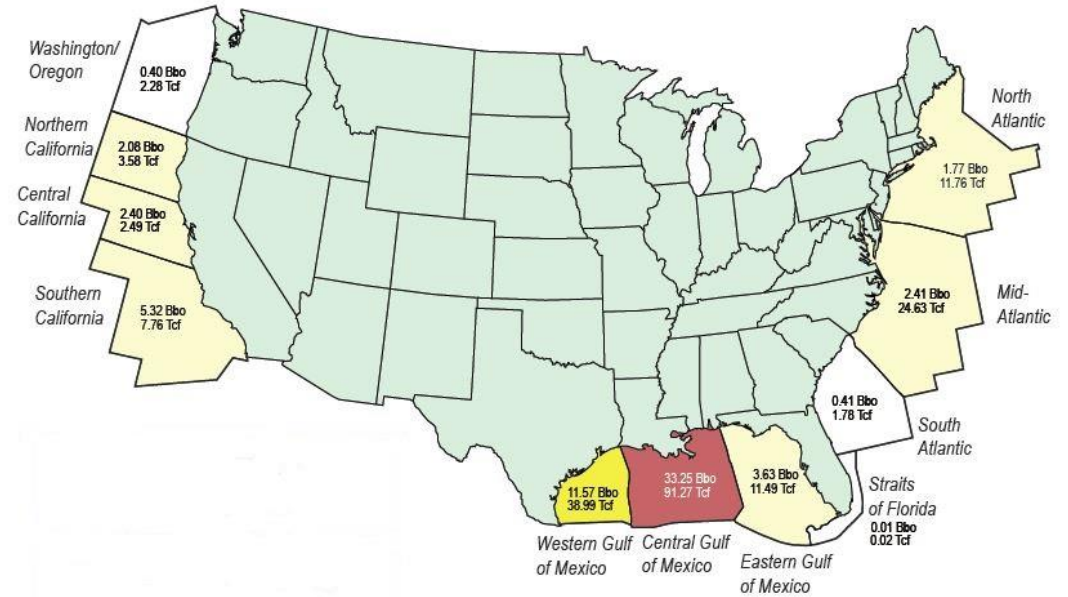 Washington/
Oregon
0.40 Bbo
2.28 Tcf
Northern
California
2.08 Bbo
3.58 Tcf
Central
California
2.40 Bbo
2.49 Tcf
Southern
California
5.32 Bbo
7.76 Tcf
North
Atlantic
1.77 Bbo
11.76 Tcf
Mid-
Atlantic
2.41 Bbo
24.63 Tcf
0.41 Bbo
1.78 Tcf
South
Atlantic
Straits
of Florida
0.01 Bbo
0.02 Tcf
11.57 Bbo
38.99 Tcf
Western Gulf
of Mexico
33.25 Bbo
91.27 Tcf
Central Gulf
of Mexico
3.63 Bbo
11.49 Tcf
Eastern Gulf
of Mexico